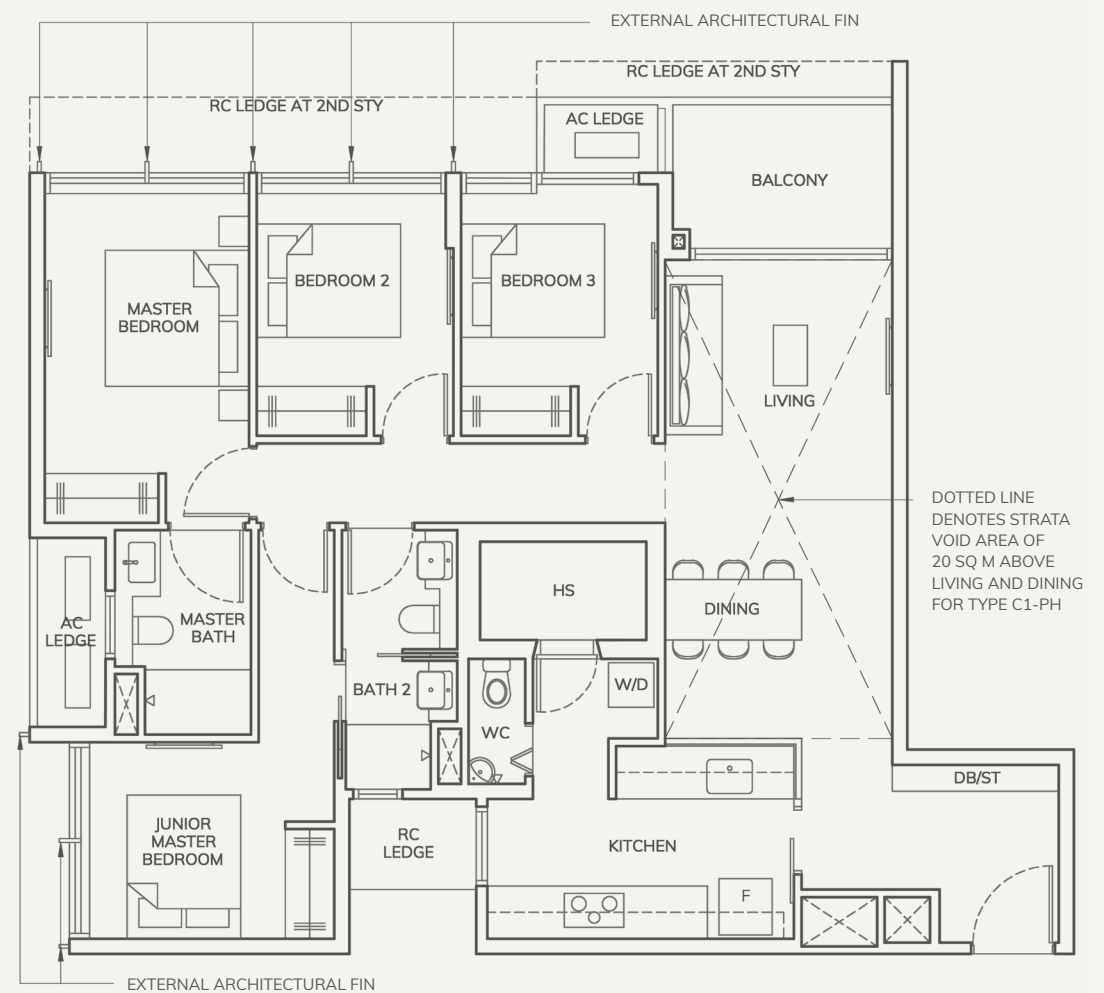 EXTERNAL ARCHITECTURAL FIN
RC LEDGE AT 2ND STY
RC LEDGE AT 2ND STY
AC LEDGE
BALCONY
MASTER
BEDROOM
BEDROOM 2
BEDROOM 3
LIVING
DOTTED LINE
DENOTES STRATA
VOID AREA OF
20 SQ M ABOVE
LIVING AND DINING
FOR TYPE C1-PH
AC
LEDGE
MASTER
BATH
HS
DINING
BATH 2
W/D
WC
DB/ST
JUNIOR
MASTER
BEDROOM
RC
LEDGE
KITCHEN
F
EXTERNAL ARCHITECTURAL FIN